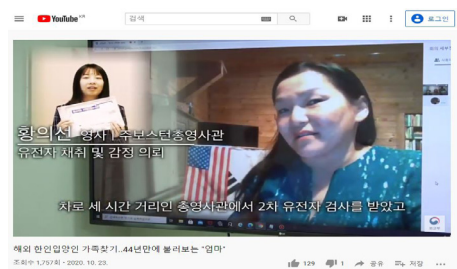 YouTube KR
검색
로그인
황의선 영사 | 주보스턴총영사관
유전자 채취 및 감정 의뢰
차로 세 시간 거리인 총영사관에서 2차 유전자 검사를 받았고
해외 한인입양인 가족찾기..44년만에 불러보는 "엄마"
조회수 1,757회 · 2020. 10. 23.
129 1 공유 저장 ...